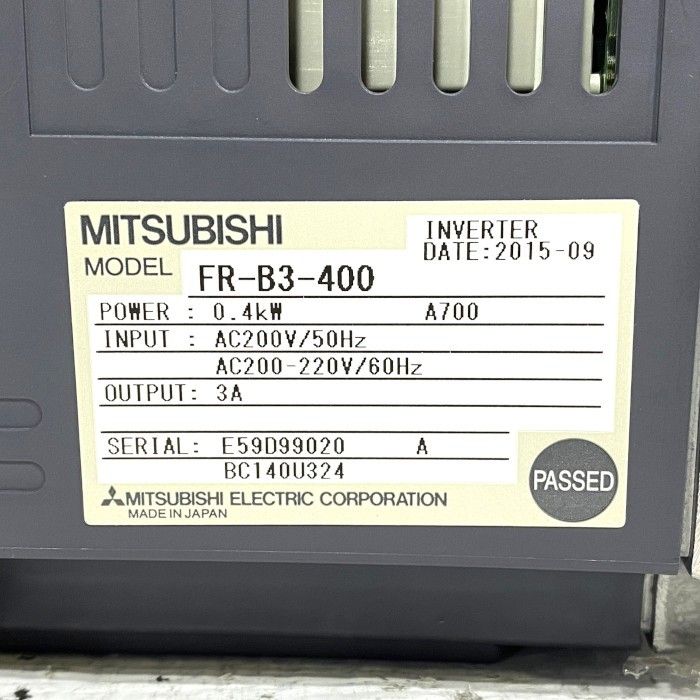 MITSUBISHI
INVERTER
DATE:2015-09
MODEL FR-B3-400
POWER : 0.4kW A700
INPUT : AC200V/50Hz
AC200-220V/60Hz
OUTPUT: 3A
SERIAL: E59D99020 A
BC140U324
PASSED
MITSUBISHI ELECTRIC CORPORATION
MADE IN JAPAN